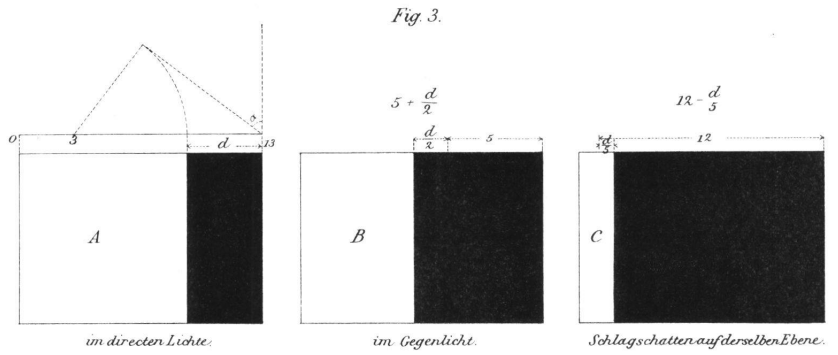 Fig. 3.
5 + d/2
12 - d/5
0 3 d 13
d/2 5
d/5 12
A
B
C
im directen Lichte.
im Gegenlicht.
Schlagschatten auf derselben Ebene.